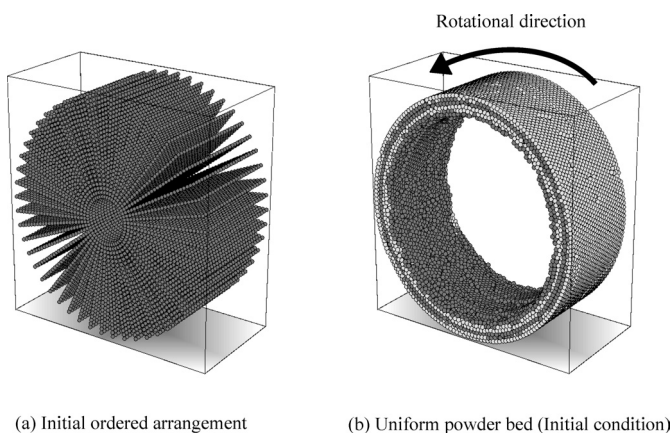 Rotational direction
(a) Initial ordered arrangement
(b) Uniform powder bed (Initial condition)